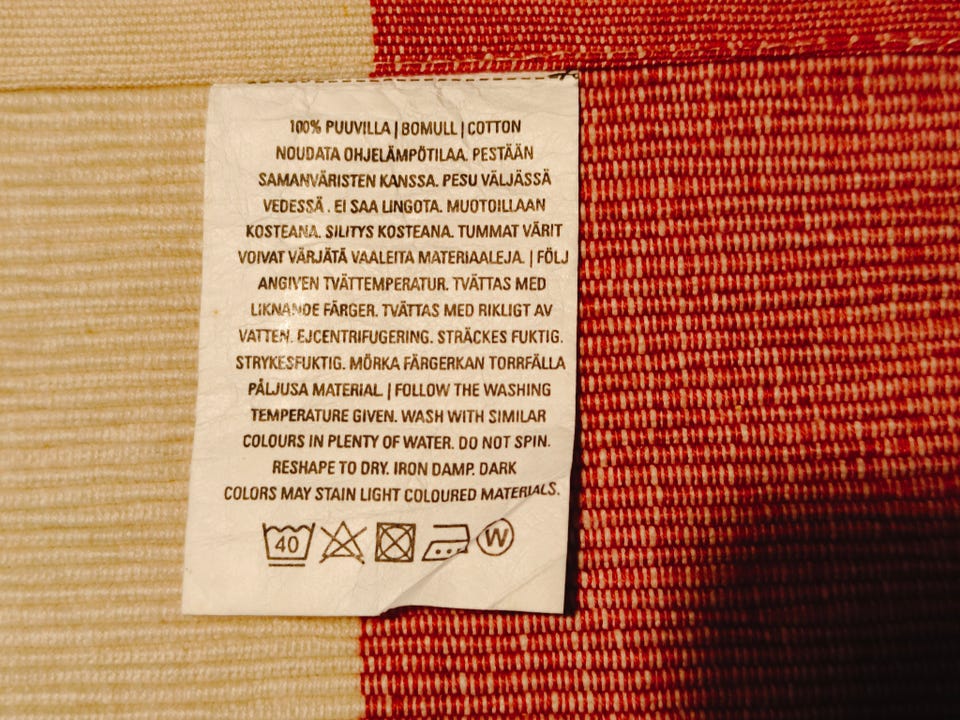 100% PUUVILLA | BOMULL | COTTON
NOUDATA OHJELÄMPÖTILAA. PESTÄÄN
SAMANVÄRISTEN KANSSA. PESU VÄLJÄSSÄ
VEDESSÄ . EI SAA LINGOTA. MUOTOILLAAN
KOSTEANA. SILITYS KOSTEANA. TUMMAT VÄRIT
VOIVAT VÄRJÄTÄ VAALEITA MATERIAALEJA. | FÖLJ
ANGIVEN TVÄTTEMPERATUR. TVÄTTAS MED
LIKNANDE FÄRGER. TVÄTTAS MED RIKLIGT AV
VATTEN. EJCENTRIFUGERING. STRÄCKES FUKTIG.
STRYKESFUKTIG. MÖRKA FÄRGERKAN TORRFÄLLA
PÅLJUSA MATERIAL. | FOLLOW THE WASHING
TEMPERATURE GIVEN. WASH WITH SIMILAR
COLOURS IN PLENTY OF WATER. DO NOT SPIN.
RESHAPE TO DRY. IRON DAMP. DARK
COLORS MAY STAIN LIGHT COLOURED MATERIALS.
40 W